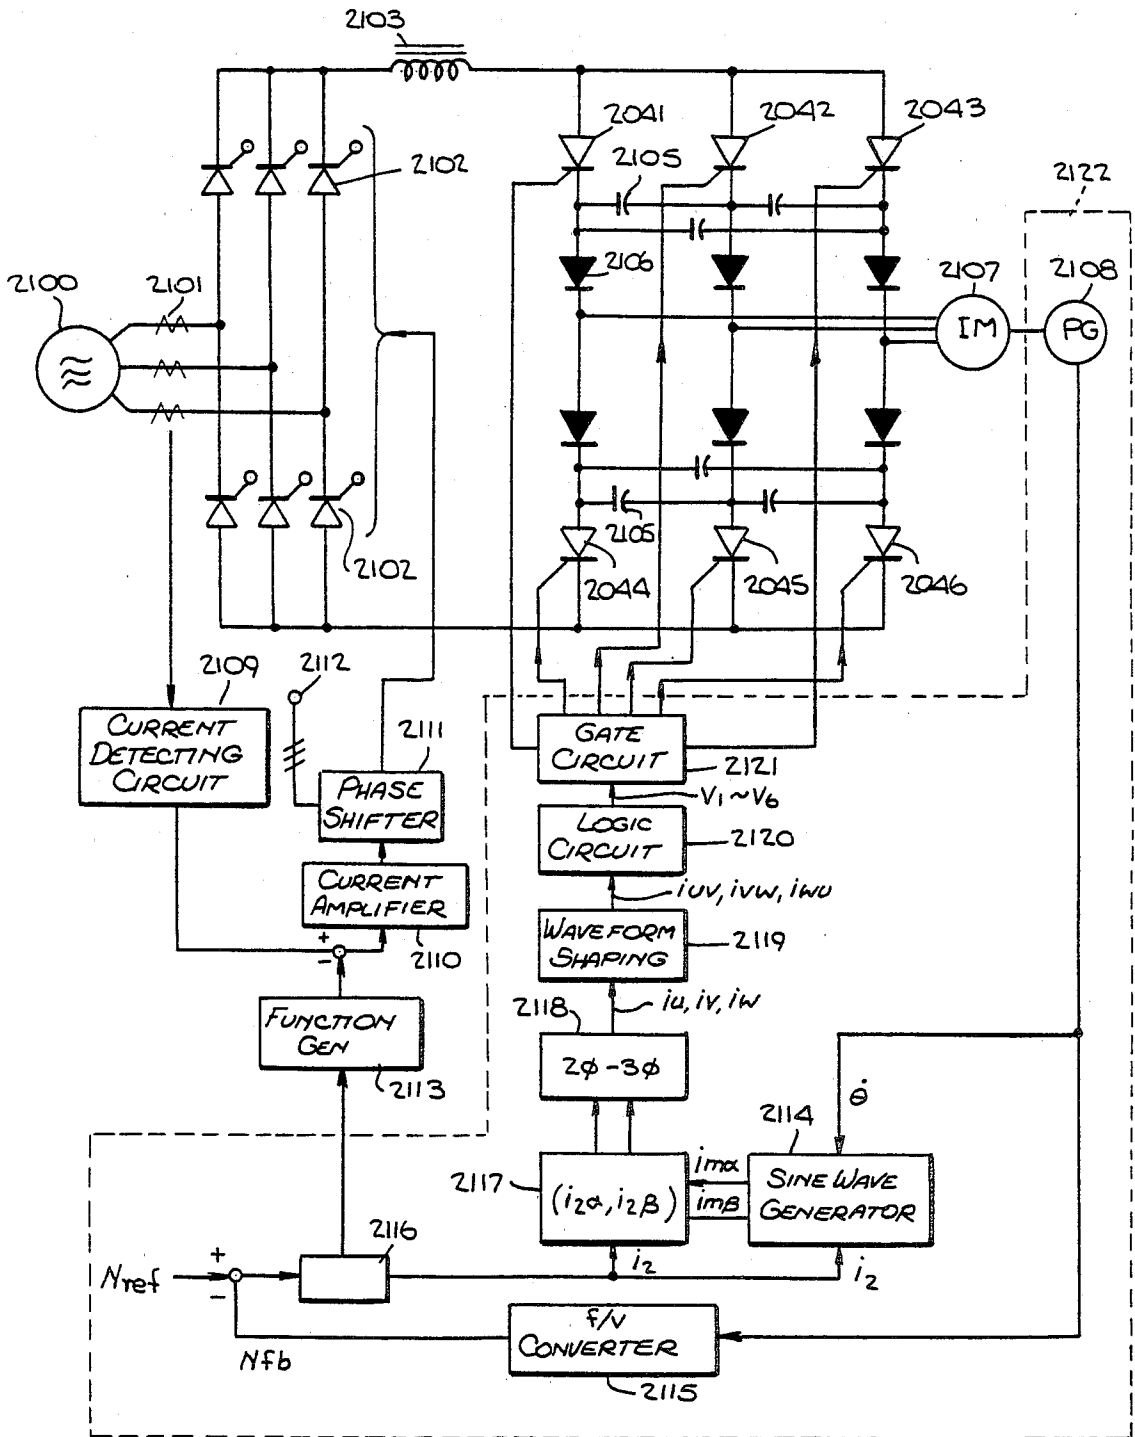 2103
2041
2042
2043
2105
2102
2122
2100
2101
2106
2107
2108
IM
PG
2105
2102
2044
2045
2046
2109
2112
CURRENT
DETECTING
CIRCUIT
2111
PHASE
SHIFTER
GATE
CIRCUIT
2121
V1~V6
LOGIC
CIRCUIT
2120
CURRENT
AMPLIFIER
iuv, ivw, iwu
+
−
2110
WAVEFORM
SHAPING
2119
iu, iv, iw
2118
FUNCTION
GEN
2113
2φ-3φ
θ̇
2114
2117
(i2α, i2β)
imα
imβ
SINE WAVE
GENERATOR
2116
+
Nref
−
i2
i2
f/v
CONVERTER
Nfb
2115